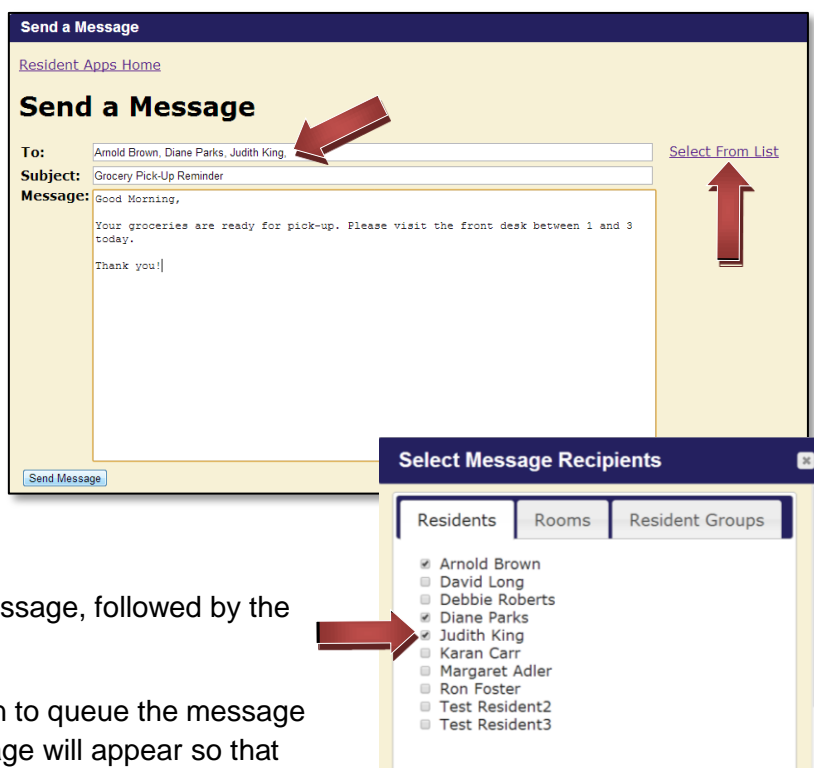 Send a Message
Resident Apps Home
Send a Message
To: Arnold Brown, Diane Parks, Judith King,
Select From List
Subject: Grocery Pick-Up Reminder
Message: Good Morning,
Your groceries are ready for pick-up. Please visit the front desk between 1 and 3
today.
Thank you!
Send Message
Select Message Recipients
Residents Rooms Resident Groups
Arnold Brown
David Long
Debbie Roberts
Diane Parks
Judith King
Karan Carr
Margaret Adler
Ron Foster
Test Resident2
Test Resident3
ssage, followed by the
n to queue the message
age will appear so that